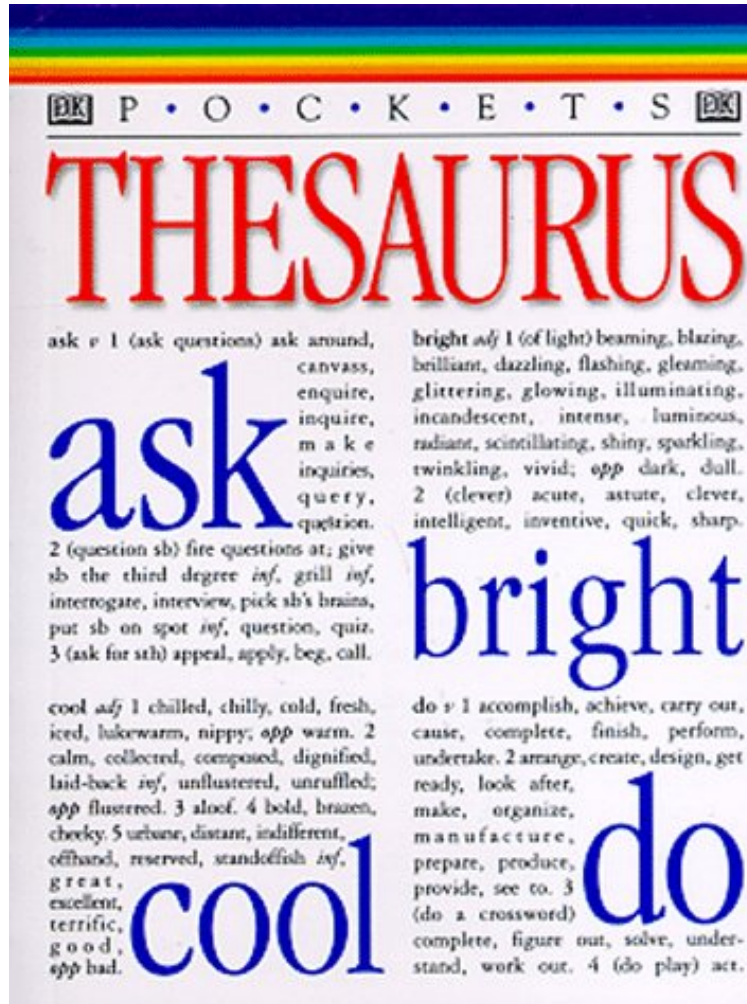 DK P • O • C • K • E • T • S DK
THESAURUS
ask v 1 (ask questions) ask around,
canvass,
enquire,
inquire,
make
inquiries,
query,
question.
ask
2 (question sb) fire questions at; give
sb the third degree inf, grill inf,
interrogate, interview, pick sb's brains,
put sb on spot inf, question, quiz.
3 (ask for sth) appeal, apply, beg, call.
bright adj 1 (of light) beaming, blazing,
brilliant, dazzling, flashing, gleaming,
glittering, glowing, illuminating,
incandescent, intense, luminous,
radiant, scintillating, shiny, sparkling,
twinkling, vivid; opp dark, dull.
2 (clever) acute, astute, clever,
intelligent, inventive, quick, sharp.
bright
cool adj 1 chilled, chilly, cold, fresh,
iced, lukewarm, nippy; opp warm. 2
calm, collected, composed, dignified,
laid-back inf, unflustered, unruffled;
opp flustered. 3 aloof. 4 bold, brazen,
cheeky. 5 urbane, distant, indifferent,
offhand, reserved, standoffish inf,
great,
excellent,
terrific,
good,
opp bad.
cool
do v 1 accomplish, achieve, carry out,
cause, complete, finish, perform,
undertake. 2 arrange, create, design, get
ready, look after,
make, organize,
manufacture,
prepare, produce,
provide, see to. 3
(do a crossword)
do
complete, figure out, solve, under-
stand, work out. 4 (do play) act.